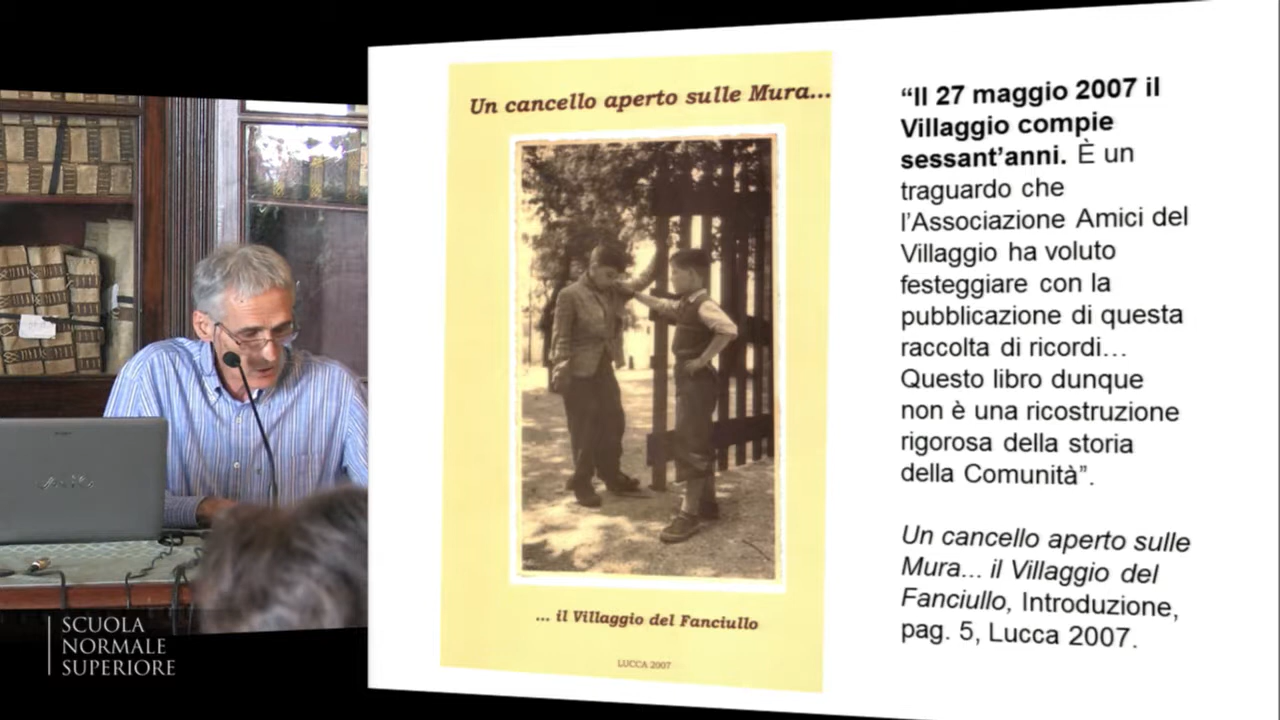 Un cancello aperto sulle Mura...
... il Villaggio del Fanciullo
LUCCA 2007
“Il 27 maggio 2007 il
Villaggio compie
sessant’anni. È un
traguardo che
l’Associazione Amici del
Villaggio ha voluto
festeggiare con la
pubblicazione di questa
raccolta di ricordi…
Questo libro dunque
non è una ricostruzione
rigorosa della storia
della Comunità”.
Un cancello aperto sulle
Mura... il Villaggio del
Fanciullo, Introduzione,
pag. 5, Lucca 2007.
SCUOLA
NORMALE
SUPERIORE